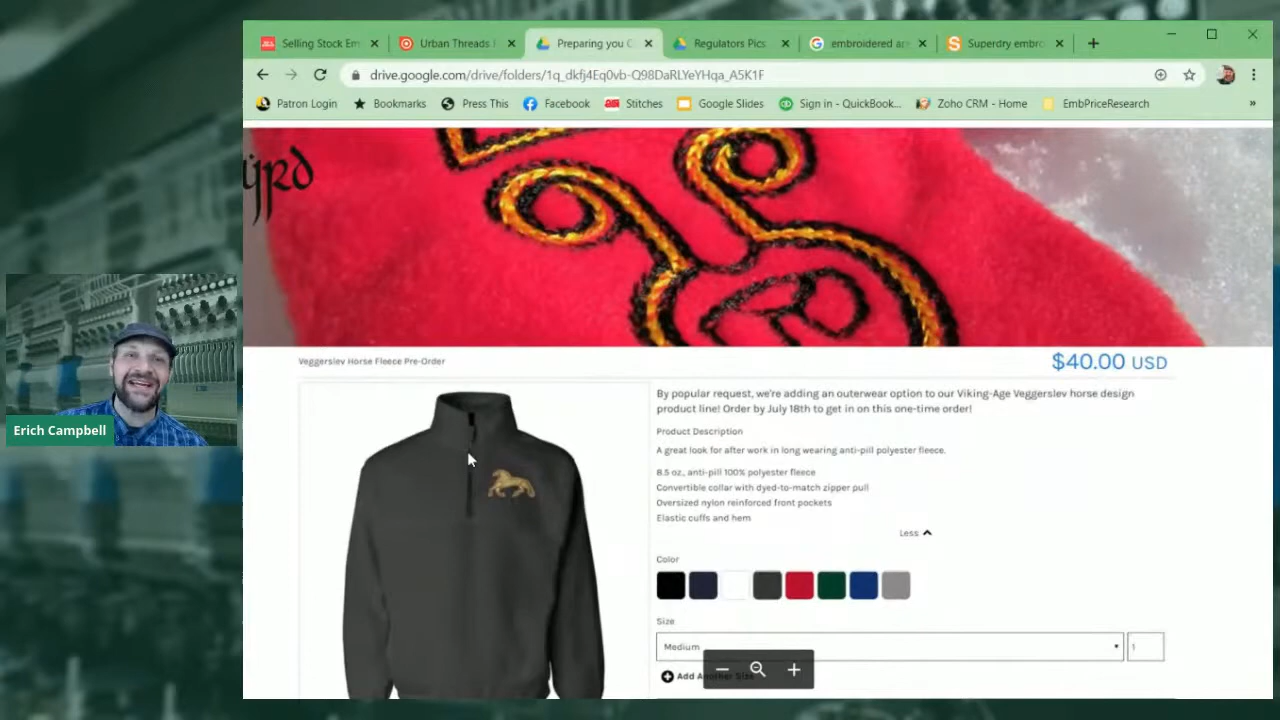 Selling Stock Em
Urban Threads
Preparing you
Regulators Pics
embroidered
Superdry embro
drive.google.com/drive/folders/1q_dkfj4Eq0vb-Q98DaRLYeYHqa_A5K1F
Patron Login
Bookmarks
Press This
Facebook
Stitches
Google Slides
Sign in - QuickBook...
Zoho CRM - Home
EmbPriceResearch
Veggerslev Horse Fleece Pre-Order
$40.00 USD
By popular request, we're adding an outerwear option to our Viking-Age Veggerslev horse design
product line! Order by July 18th to get in on this one-time order!
Product Description
A great look for after work in long wearing anti-pill polyester fleece.
8.5 oz., anti-pill 100% polyester fleece
Convertible collar with dyed-to-match zipper pull
Oversized nylon reinforced front pockets
Elastic cuffs and hem
Less
Color
Size
Medium
1
Add Another Size
Erich Campbell